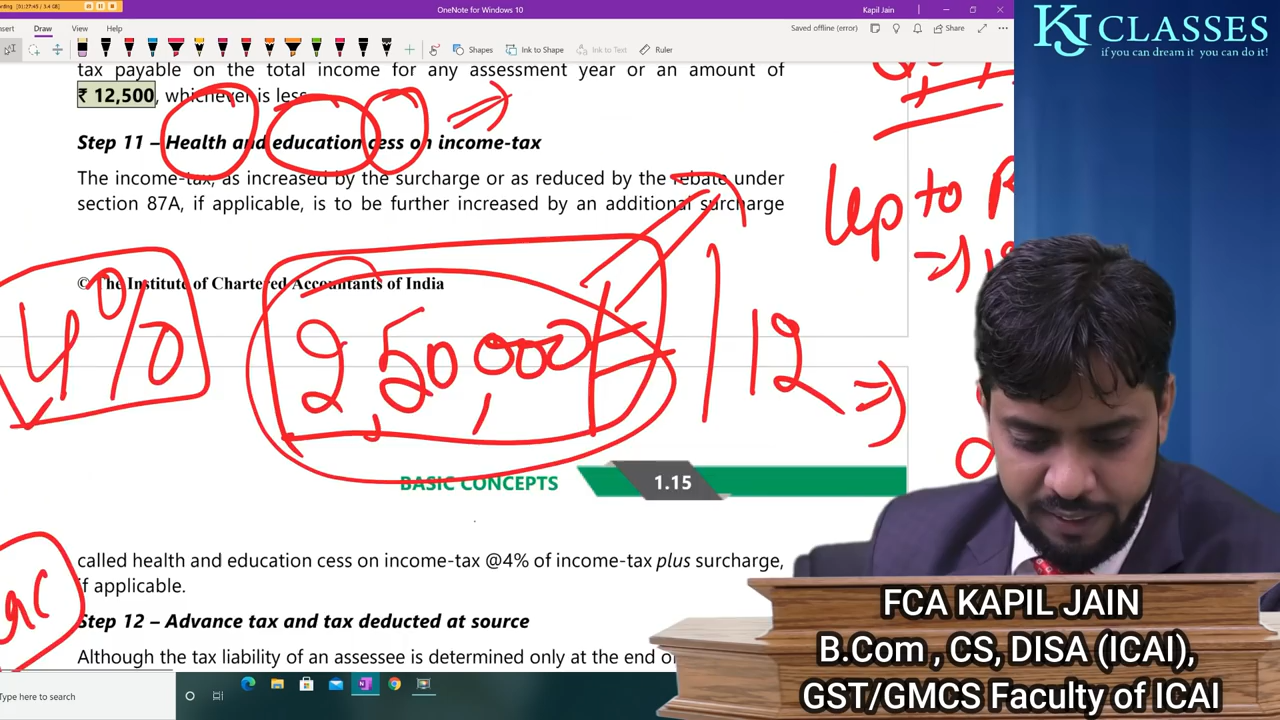 OneNote for Windows 10
Kapil Jain
Insert Draw View Help
Saved offline (error)
Share
Shapes
Ink to Shape
Ink to Text
Ruler
KJ CLASSES
if you can dream it you can do it!
tax payable on the total income for any assessment year or an amount of
₹ 12,500, whichever is less.
Step 11 – Health and education cess on income-tax
The income-tax, as increased by the surcharge or as reduced by the rebate under
section 87A, if applicable, is to be further increased by an additional surcharge
Up to
© The Institute of Chartered Accountants of India
4%
2,50,000
12
BASIC CONCEPTS 1.15
called health and education cess on income-tax @4% of income-tax plus surcharge,
if applicable.
Step 12 – Advance tax and tax deducted at source
Although the tax liability of an assessee is determined only at the end
Type here to search
FCA KAPIL JAIN
B.Com , CS, DISA (ICAI),
GST/GMCS Faculty of ICAI